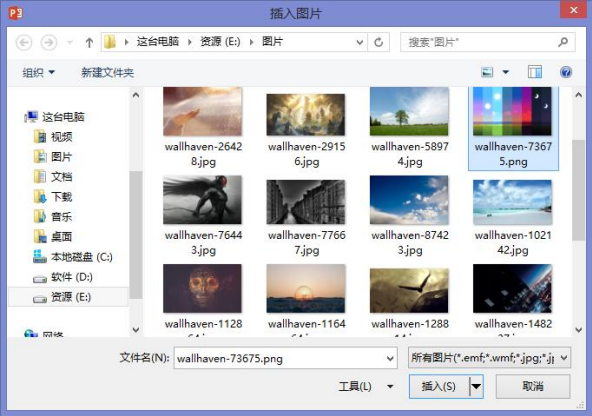 插入图片
这台电脑 资源 (E:) 图片
搜索"图片"
组织 新建文件夹
这台电脑
视频
图片
文档
下载
音乐
桌面
本地磁盘 (C:)
软件 (D:)
资源 (E:)
网络
wallhaven-2642
8.jpg
wallhaven-2915
6.jpg
wallhaven-5897
4.jpg
wallhaven-7367
5.png
wallhaven-7644
3.jpg
wallhaven-7766
7.jpg
wallhaven-8742
3.jpg
wallhaven-1021
42.jpg
wallhaven-1128
wallhaven-1164
wallhaven-1288
wallhaven-1482
文件名(N): wallhaven-73675.png
所有图片(*.emf;*.wmf;*.jpg;*.jp
工具(L) 插入(S) 取消